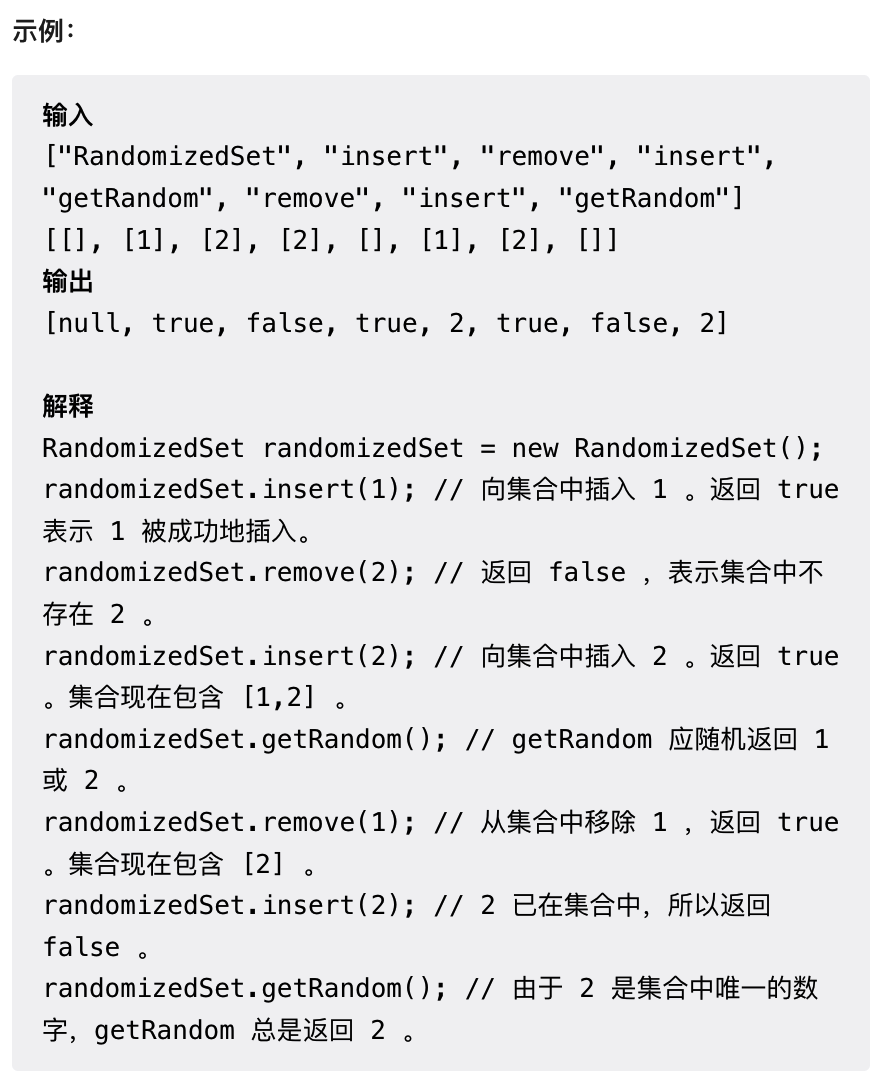 示例：
输入
["RandomizedSet", "insert", "remove", "insert",
"getRandom", "remove", "insert", "getRandom"]
[[], [1], [2], [2], [], [1], [2], []]
输出
[null, true, false, true, 2, true, false, 2]
解释
RandomizedSet randomizedSet = new RandomizedSet();
randomizedSet.insert(1); // 向集合中插入 1 。返回 true
表示 1 被成功地插入。
randomizedSet.remove(2); // 返回 false ，表示集合中不
存在 2 。
randomizedSet.insert(2); // 向集合中插入 2 。返回 true
。集合现在包含 [1,2] 。
randomizedSet.getRandom(); // getRandom 应随机返回 1
或 2 。
randomizedSet.remove(1); // 从集合中移除 1 ，返回 true
。集合现在包含 [2] 。
randomizedSet.insert(2); // 2 已在集合中，所以返回
false 。
randomizedSet.getRandom(); // 由于 2 是集合中唯一的数
字，getRandom 总是返回 2 。